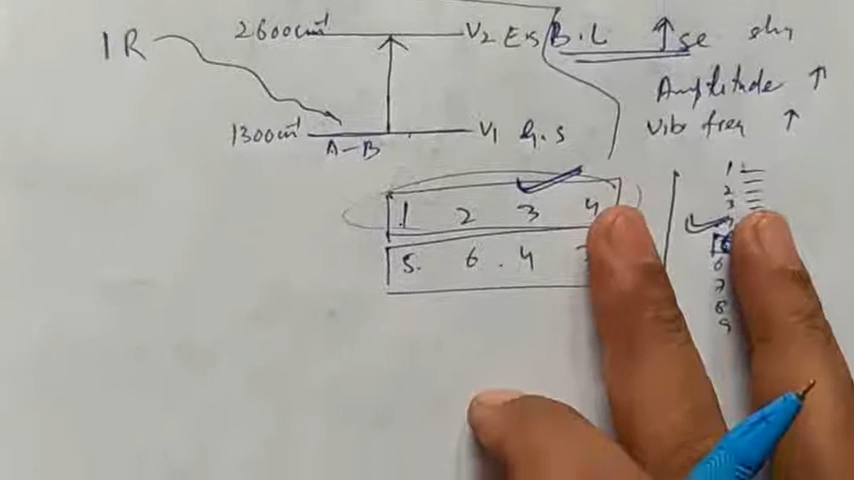 IR
2600cm⁻¹ V2 E.S
B.L ↑se
Amplitude ↑
Vibr freq ↑
1300cm⁻¹ V1 G.S
A-B
1 2 3 4
5. 6. 4
1
2
3
6
7
8
9